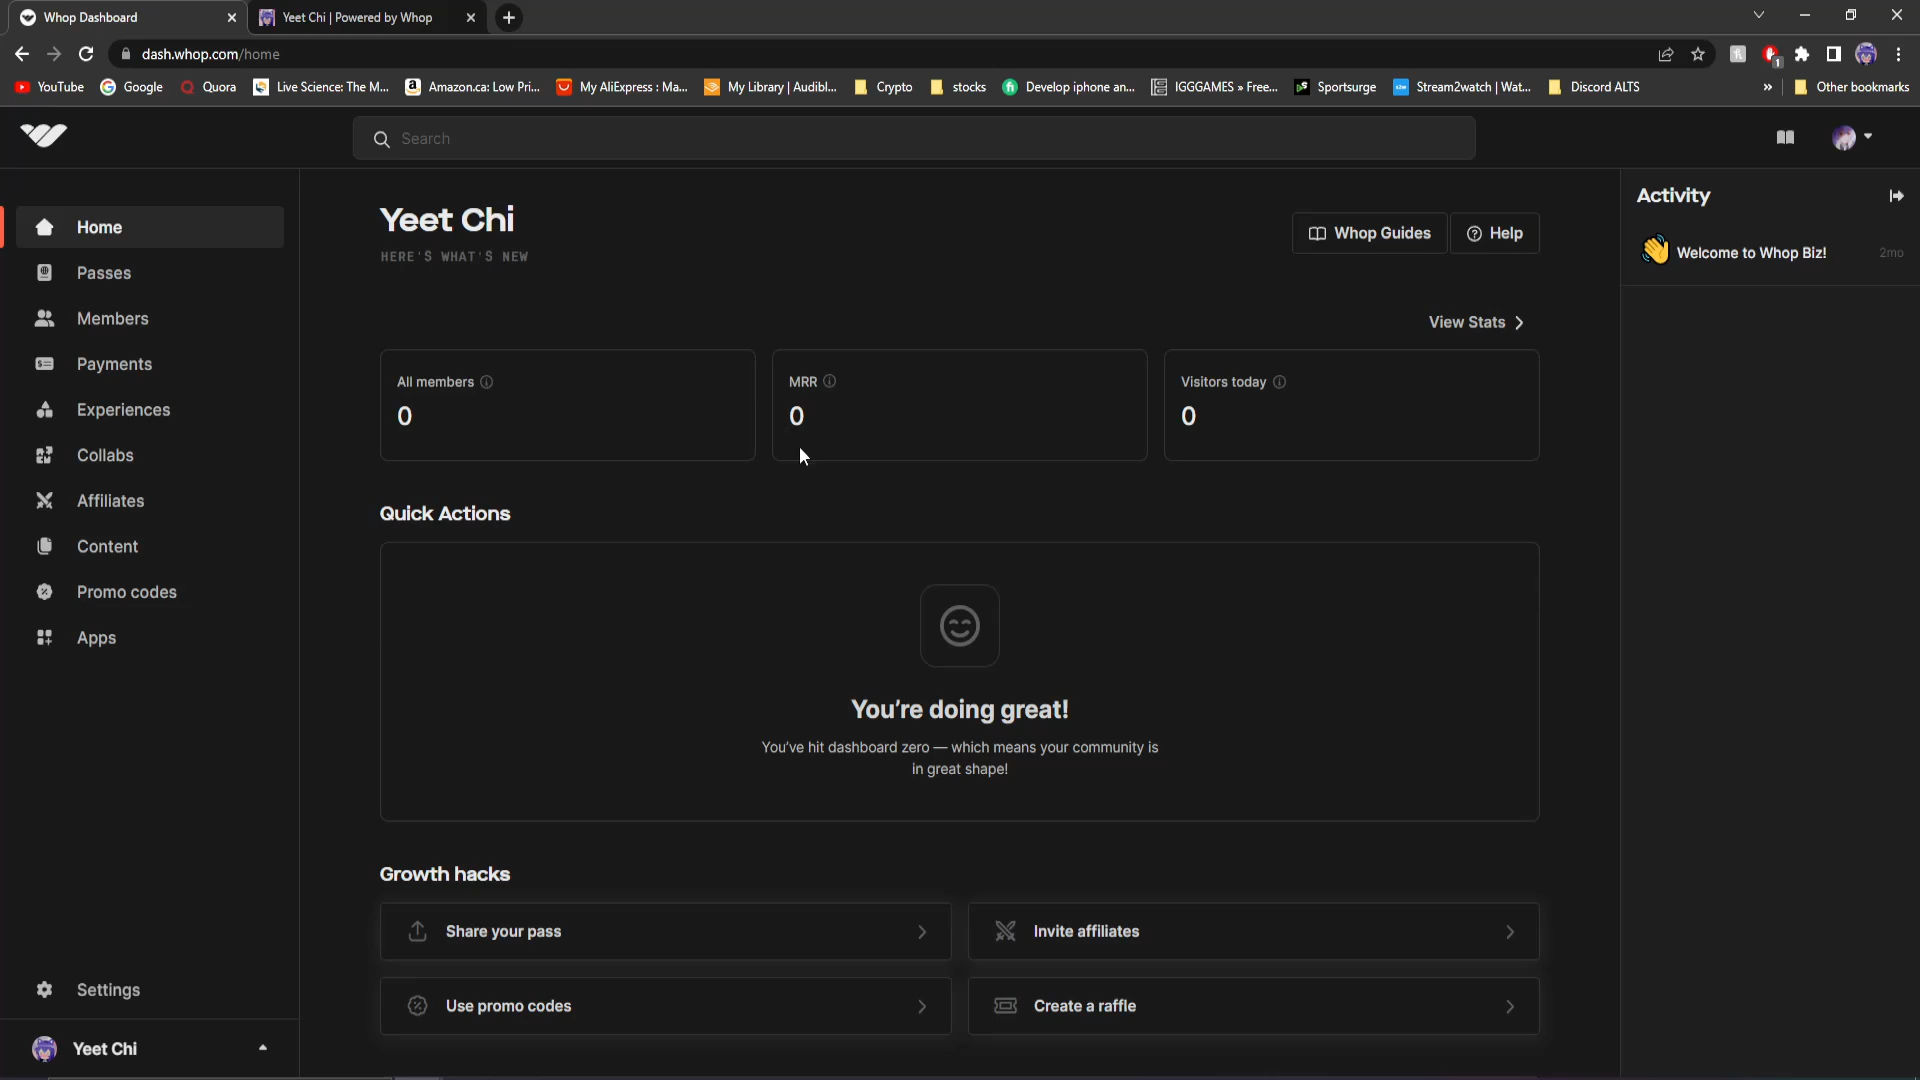 Whop Dashboard
Yeet Chi | Powered by Whop
dash.whop.com/home
1
YouTube
Google
Quora
Live Science: The M...
Amazon.ca: Low Pri...
My AliExpress : Ma...
My Library | Audibl...
Crypto
stocks
Develop iphone an...
IGGGAMES » Free...
Sportsurge
Stream2watch | Wat...
Discord ALTS
»
Other bookmarks
Search
Home
Passes
Members
Payments
Experiences
Collabs
Affiliates
Content
Promo codes
Apps
Settings
Yeet Chi
Yeet Chi
HERE'$ WHAT'$ NEW
Whop Guides
Help
View Stats
All members
0
MRR
0
Visitors today
0
Quick Actions
You're doing great!
You've hit dashboard zero — which means your community is
in great shape!
Growth hacks
Share your pass
Invite affiliates
Use promo codes
Create a raffle
Activity
Welcome to Whop Biz!
2mo